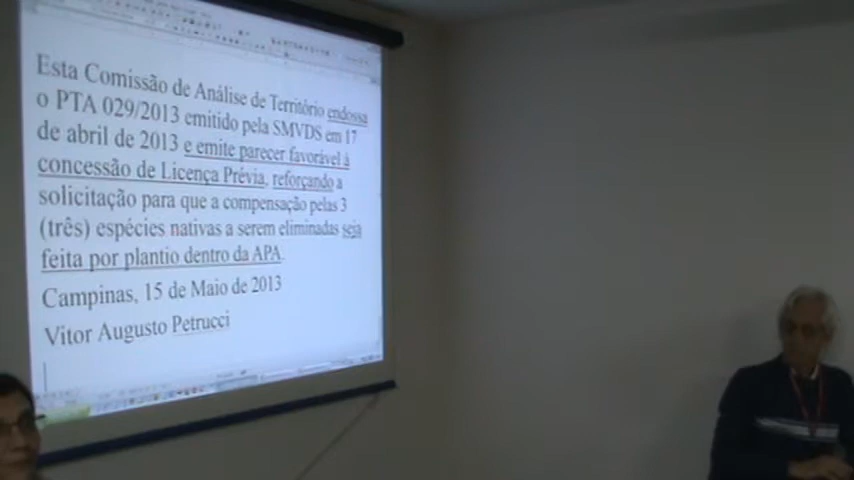 Esta Comissão de Análise de Território endossa
o PTA 029/2013 emitido pela SMVDS em 17
de abril de 2013 e emite parecer favorável à
concessão de Licença Prévia, reforçando a
solicitação para que a compensação pelas 3
(três) espécies nativas a serem eliminadas seja
feita por plantio dentro da APA.
Campinas, 15 de Maio de 2013
Vitor Augusto Petrucci